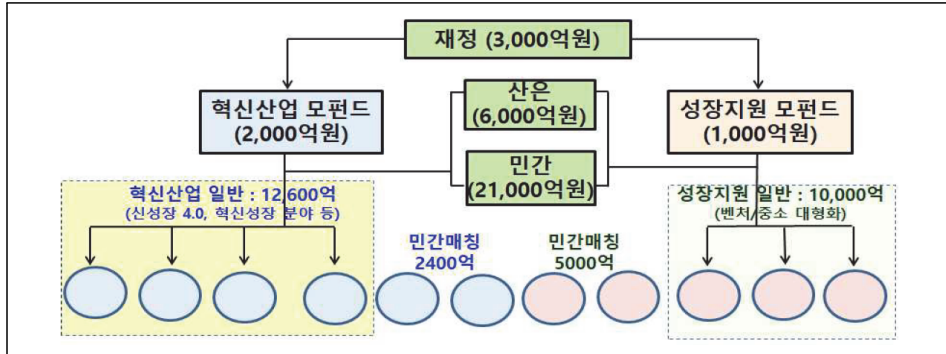 재정 (3,000억원)
혁신산업 모펀드
(2,000억원)
산은
(6,000억원)
성장지원 모펀드
(1,000억원)
민간
(21,000억원)
혁신산업 일반 : 12,600억
(신성장 4.0, 혁신성장 분야 등)
성장지원 일반 : 10,000억
(벤처/중소 대형화)
민간매칭
2400억
민간매칭
5000억